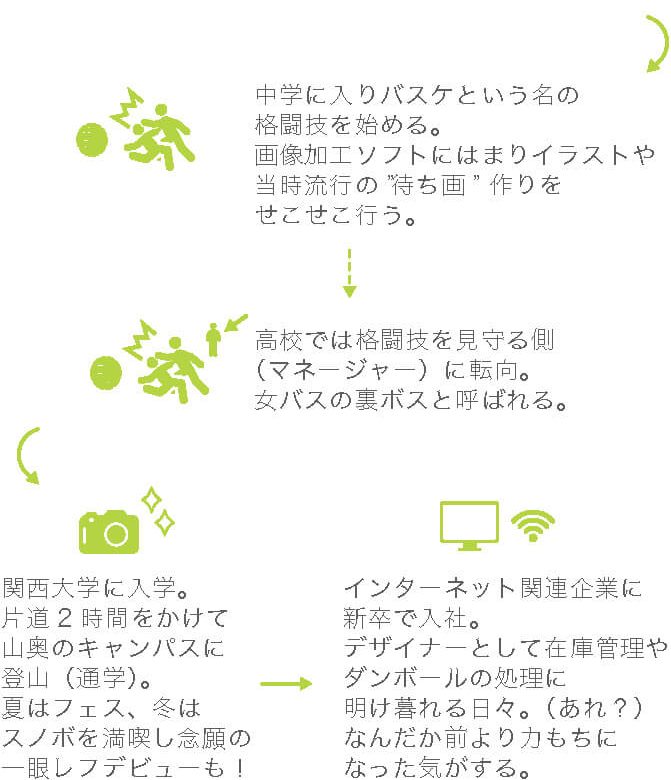 中学に入りバスケという名の
格闘技を始める。
画像加工ソフトにはまりイラストや
当時流行の”待ち画”作りを
せこせこ行う。
高校では格闘技を見守る側
（マネージャー）に転向。
女バスの裏ボスと呼ばれる。
関西大学に入学。
片道2時間をかけて
山奥のキャンパスに
登山（通学）。
夏はフェス、冬は
スノボを満喫し念願の
一眼レフデビューも！
インターネット関連企業に
新卒で入社。
デザイナーとして在庫管理や
ダンボールの処理に
明け暮れる日々。（あれ？）
なんだか前より力もちに
なった気がする。